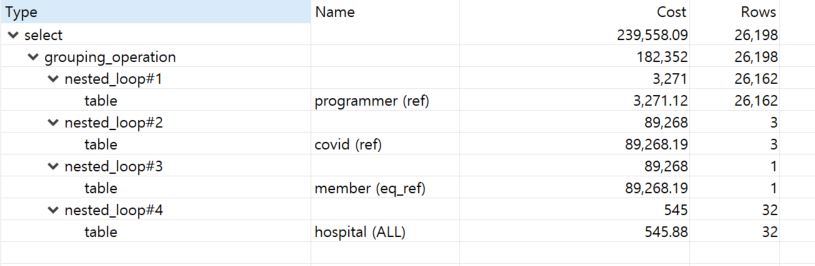 Type Name Cost Rows
select 239,558.09 26,198
grouping_operation 182,352 26,198
nested_loop#1 3,271 26,162
table programmer (ref) 3,271.12 26,162
nested_loop#2 89,268 3
table covid (ref) 89,268.19 3
nested_loop#3 89,268 1
table member (eq_ref) 89,268.19 1
nested_loop#4 545 32
table hospital (ALL) 545.88 32